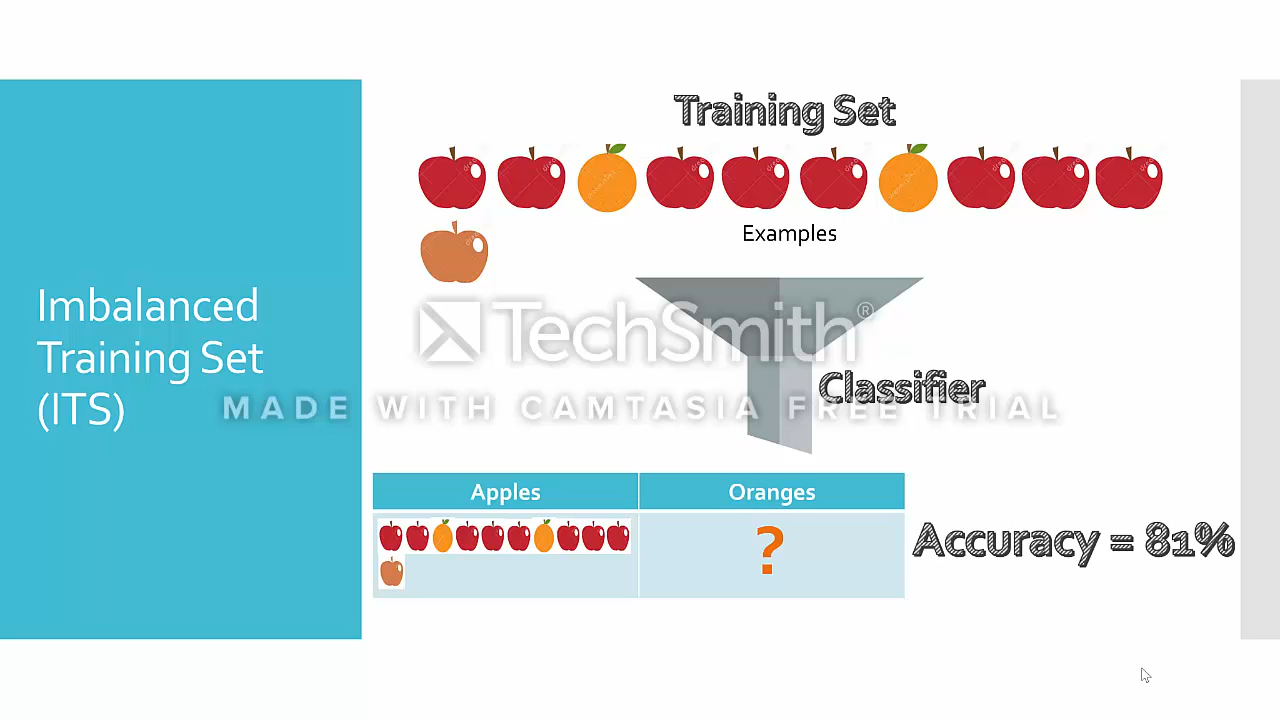 Training Set
Examples
Imbalanced
Training Set
(ITS)
TechSmith®
Classifier
MADE WITH CAMTASIA FREE TRIAL
Apples
Oranges
?
Accuracy = 81%